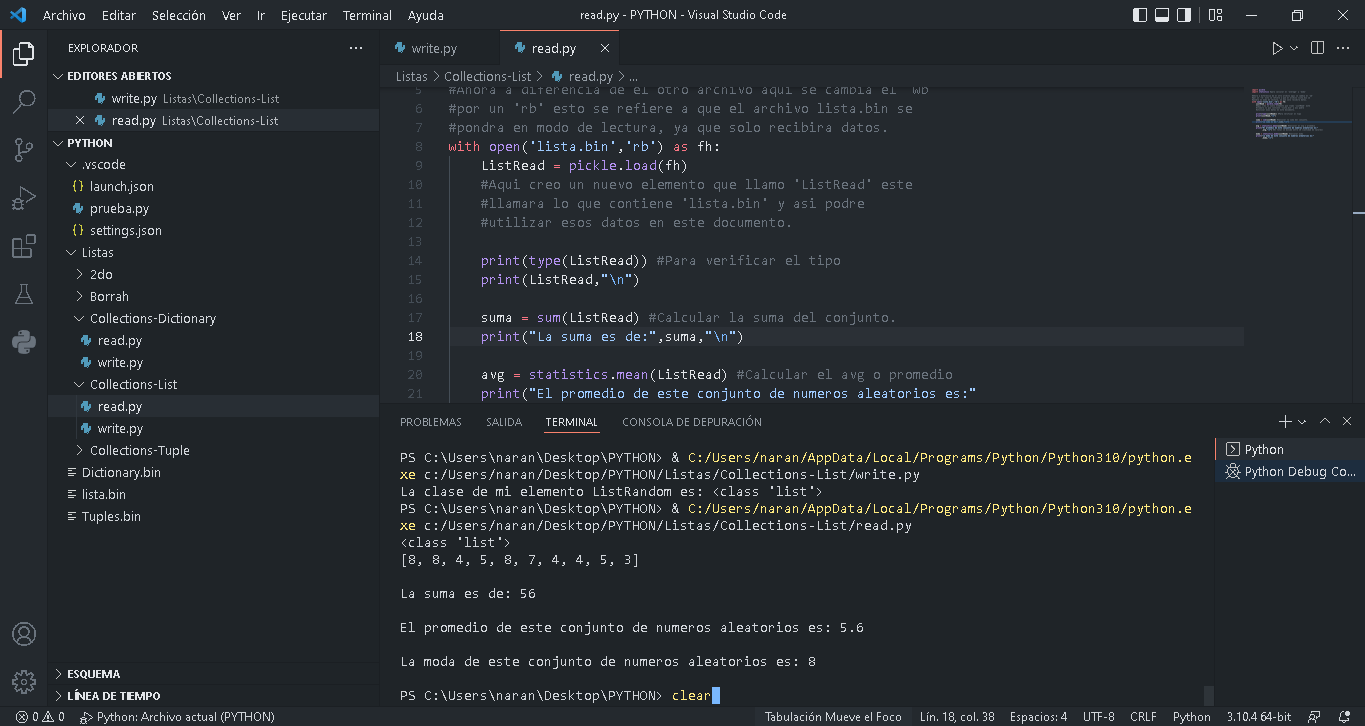 Archivo Editar Selección Ver Ir Ejecutar Terminal Ayuda
read.py - PYTHON - Visual Studio Code
EXPLORADOR
EDITORES ABIERTOS
write.py Listas\Collections-List
read.py Listas\Collections-List
PYTHON
.vscode
{} launch.json
prueba.py
{} settings.json
Listas
2do
Borrah
Collections-Dictionary
read.py
write.py
Collections-List
read.py
write.py
Collections-Tuple
Dictionary.bin
lista.bin
Tuples.bin
ESQUEMA
LÍNEA DE TIEMPO
write.py
read.py
Listas > Collections-List > read.py > ...
5 #Ahora a diferencia de el otro archivo aqui se cambia el 'wb'
6 #por un 'rb' esto se refiere a que el archivo lista.bin se
7 #pondra en modo de lectura, ya que solo recibira datos.
8 with open('lista.bin','rb') as fh:
9 ListRead = pickle.load(fh)
10 #Aqui creo un nuevo elemento que llamo 'ListRead' este
11 #llamara lo que contiene 'lista.bin' y asi podre
12 #utilizar esos datos en este documento.
13
14 print(type(ListRead)) #Para verificar el tipo
15 print(ListRead,"\n")
16
17 suma = sum(ListRead) #Calcular la suma del conjunto.
18 print("La suma es de:",suma,"\n")
19
20 avg = statistics.mean(ListRead) #Calcular el avg o promedio
21 print("El promedio de este conjunto de numeros aleatorios es:"
PROBLEMAS SALIDA TERMINAL CONSOLA DE DEPURACIÓN
PS C:\Users\naran\Desktop\PYTHON> & C:/Users/naran/AppData/Local/Programs/Python/Python310/python.e
xe c:/Users/naran/Desktop/PYTHON/Listas/Collections-List/write.py
La clase de mi elemento ListRandom es: <class 'list'>
PS C:\Users\naran\Desktop\PYTHON> & C:/Users/naran/AppData/Local/Programs/Python/Python310/python.e
xe c:/Users/naran/Desktop/PYTHON/Listas/Collections-List/read.py
<class 'list'>
[8, 8, 4, 5, 8, 7, 4, 4, 5, 3]
La suma es de: 56
El promedio de este conjunto de numeros aleatorios es: 5.6
La moda de este conjunto de numeros aleatorios es: 8
PS C:\Users\naran\Desktop\PYTHON> clear
Python
Python Debug Co...
0 0 Python: Archivo actual (PYTHON)
Tabulación Mueve el Foco Lín. 18, col. 38 Espacios: 4 UTF-8 CRLF Python 3.10.4 64-bit